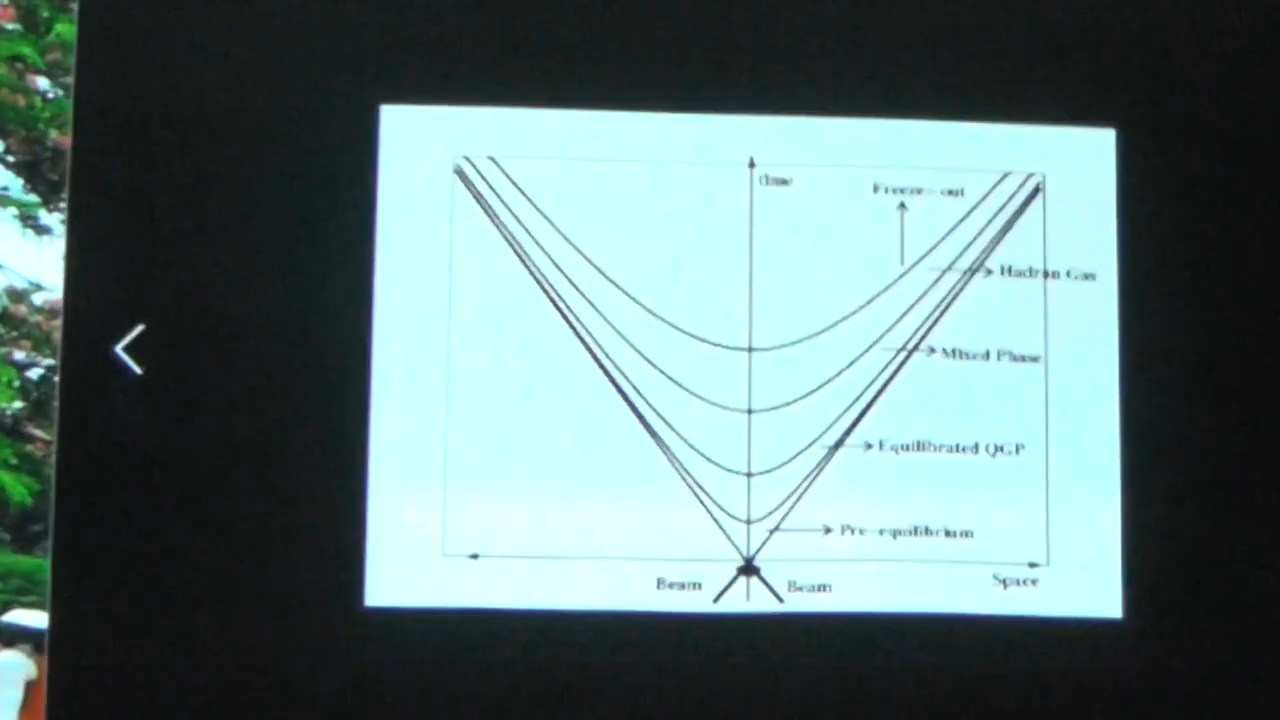 time
Freeze-out
Hadron Gas
Mixed Phase
Equilibrated QGP
Pre-equilibrium
Beam
Beam
Space